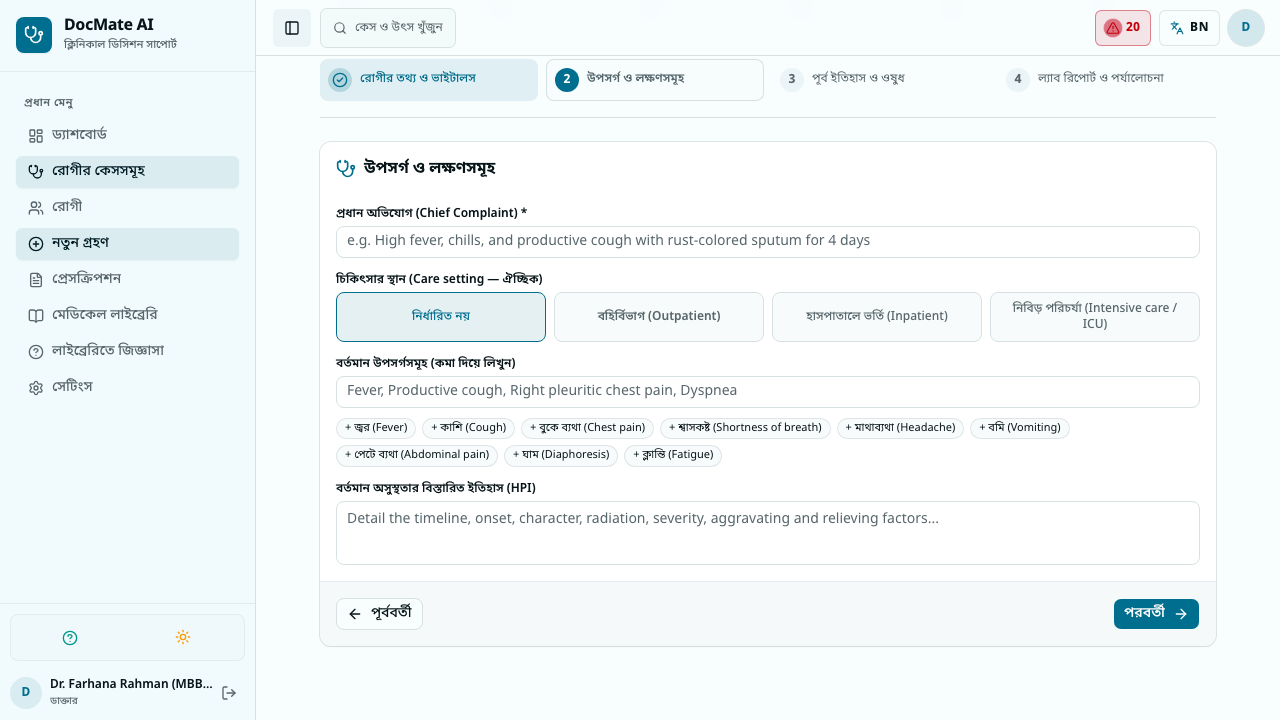 DocMate AI
ক্লিনিকাল ডিসিশন সাপোর্ট
প্রধান মেনু
ড্যাশবোর্ড
রোগীর কেসসমূহ
রোগী
নতুন গ্রহণ
প্রেসক্রিপশন
মেডিকেল লাইব্রেরি
লাইব্রেরিতে জিজ্ঞাসা
সেটিংস
D
Dr. Farhana Rahman (MBB...
ডাক্তার
কেস ও উৎস খুঁজুন
20
BN
D
রোগীর তথ্য ও ভাইটালস
2 উপসর্গ ও লক্ষণসমূহ
3 পূর্ব ইতিহাস ও ওষুধ
4 ল্যাব রিপোর্ট ও পর্যালোচনা
উপসর্গ ও লক্ষণসমূহ
প্রধান অভিযোগ (Chief Complaint) *
e.g. High fever, chills, and productive cough with rust-colored sputum for 4 days
চিকিৎসার স্থান (Care setting — ঐচ্ছিক)
নির্ধারিত নয়
বহির্বিভাগ (Outpatient)
হাসপাতালে ভর্তি (Inpatient)
নিবিড় পরিচর্যা (Intensive care /
ICU)
বর্তমান উপসর্গসমূহ (কমা দিয়ে লিখুন)
Fever, Productive cough, Right pleuritic chest pain, Dyspnea
+ জ্বর (Fever)
+ কাশি (Cough)
+ বুকে ব্যথা (Chest pain)
+ শ্বাসকষ্ট (Shortness of breath)
+ মাথাব্যথা (Headache)
+ বমি (Vomiting)
+ পেটে ব্যথা (Abdominal pain)
+ ঘাম (Diaphoresis)
+ ক্লান্তি (Fatigue)
বর্তমান অসুস্থতার বিস্তারিত ইতিহাস (HPI)
Detail the timeline, onset, character, radiation, severity, aggravating and relieving factors...
পূর্ববর্তী
পরবর্তী